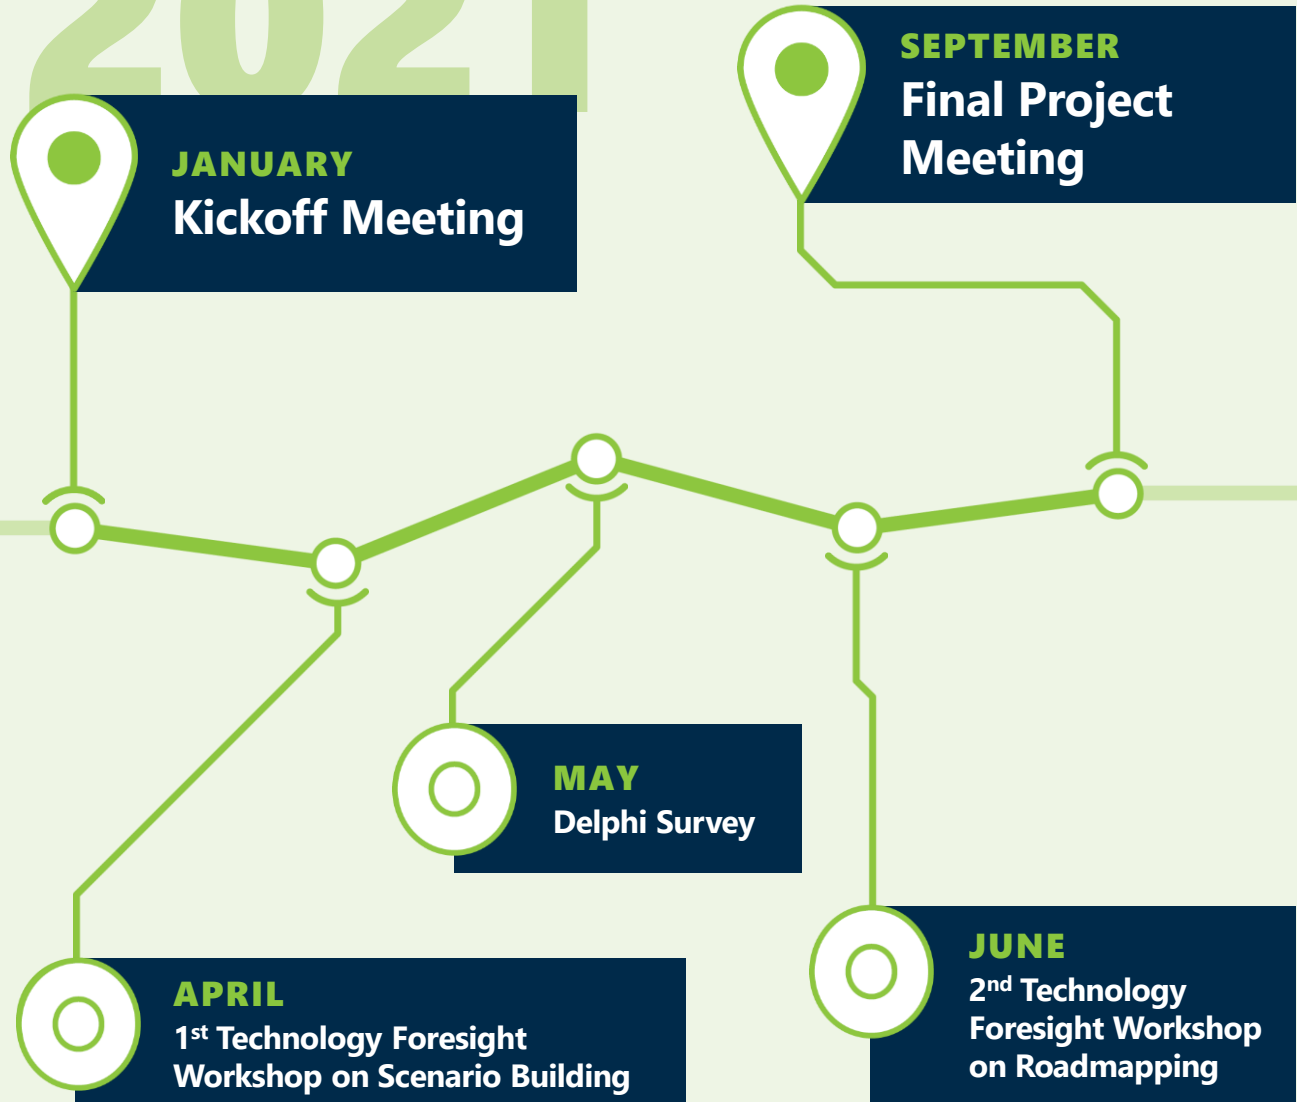 2021
JANUARY
Kickoff Meeting
SEPTEMBER
Final Project
Meeting
MAY
Delphi Survey
APRIL
1st Technology Foresight
Workshop on Scenario Building
JUNE
2nd Technology
Foresight Workshop
on Roadmapping